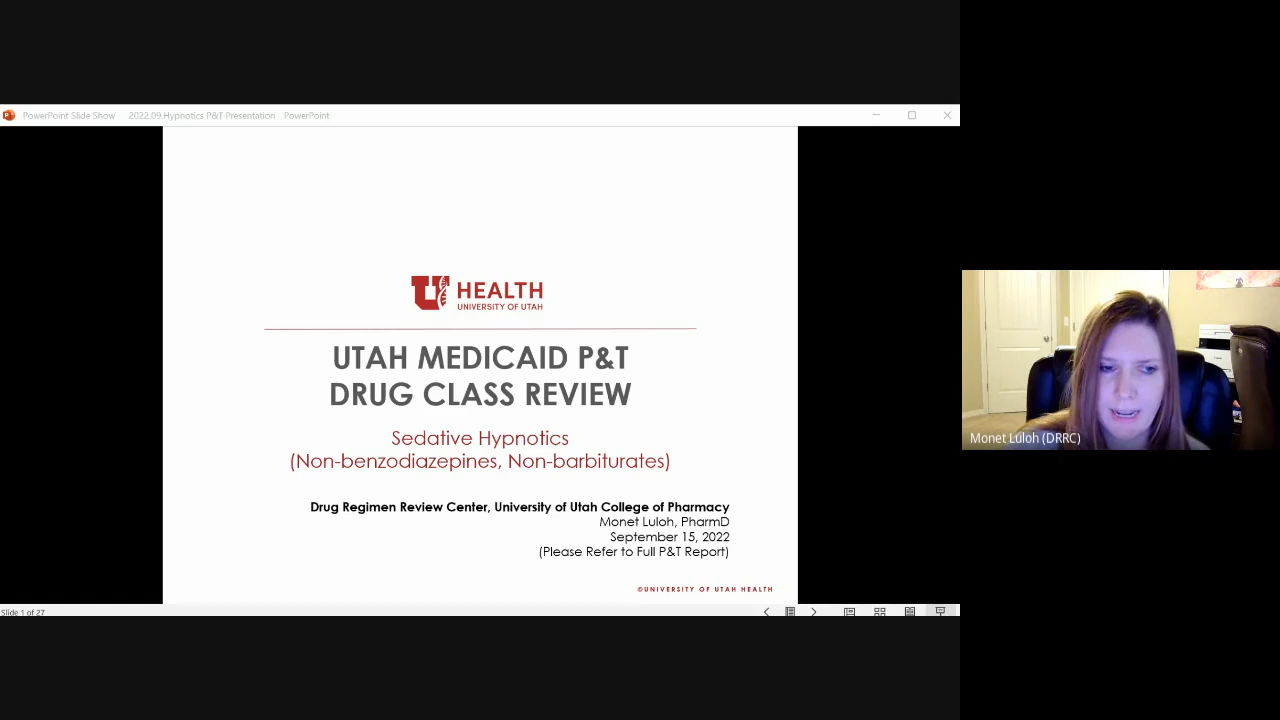 PowerPoint Slide Show 2022.09.Hypnotics P&T Presentation PowerPoint
U HEALTH
UNIVERSITY OF UTAH
UTAH MEDICAID P&T
DRUG CLASS REVIEW
Sedative Hypnotics
(Non-benzodiazepines, Non-barbiturates)
Drug Regimen Review Center, University of Utah College of Pharmacy
Monet Luloh, PharmD
September 15, 2022
(Please Refer to Full P&T Report)
©UNIVERSITY OF UTAH HEALTH
Slide 1 of 27
Monet Luloh (DRRC)